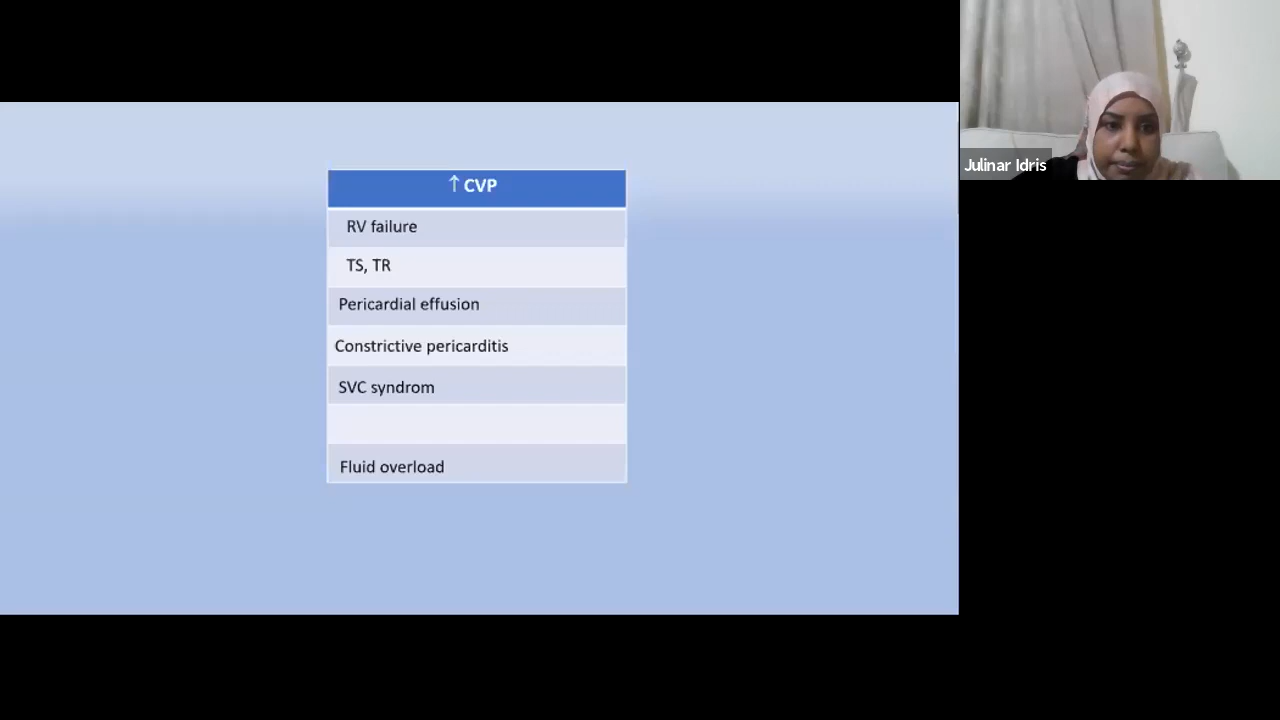 ↑ CVP
RV failure
TS, TR
Pericardial effusion
Constrictive pericarditis
SVC syndrom
Fluid overload
Julinar Idris